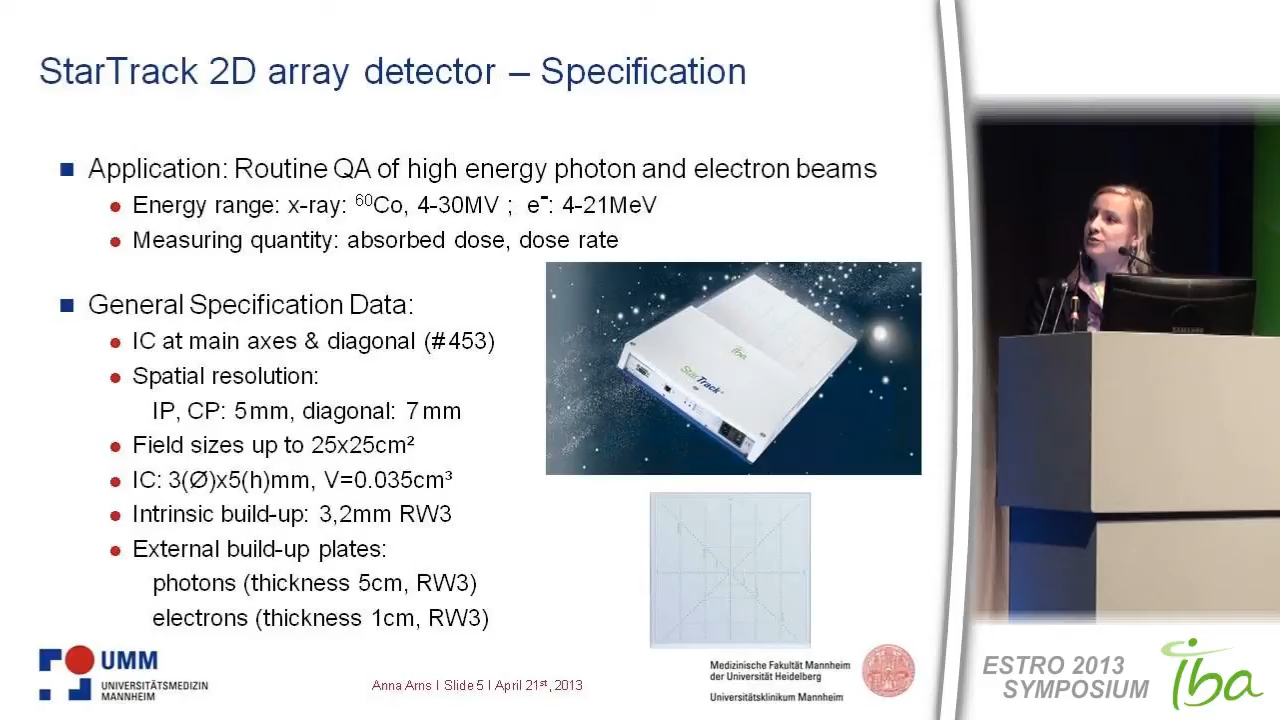 StarTrack 2D array detector – Specification
Application: Routine QA of high energy photon and electron beams
Energy range: x-ray: ⁶⁰Co, 4-30MV ; e⁻: 4-21MeV
Measuring quantity: absorbed dose, dose rate
General Specification Data:
IC at main axes & diagonal (#453)
Spatial resolution:
IP, CP: 5mm, diagonal: 7mm
Field sizes up to 25x25cm²
IC: 3(Ø)x5(h)mm, V=0.035cm³
Intrinsic build-up: 3,2mm RW3
External build-up plates:
photons (thickness 5cm, RW3)
electrons (thickness 1cm, RW3)
iba
StarTrack
SAMSUNG
UMM
UNIVERSITÄTSMEDIZIN
MANNHEIM
Anna Arns I Slide 5 I April 21ˢᵗ, 2013
Medizinische Fakultät Mannheim
der Universität Heidelberg
Universitätsklinikum Mannheim
ESTRO 2013
SYMPOSIUM
iba